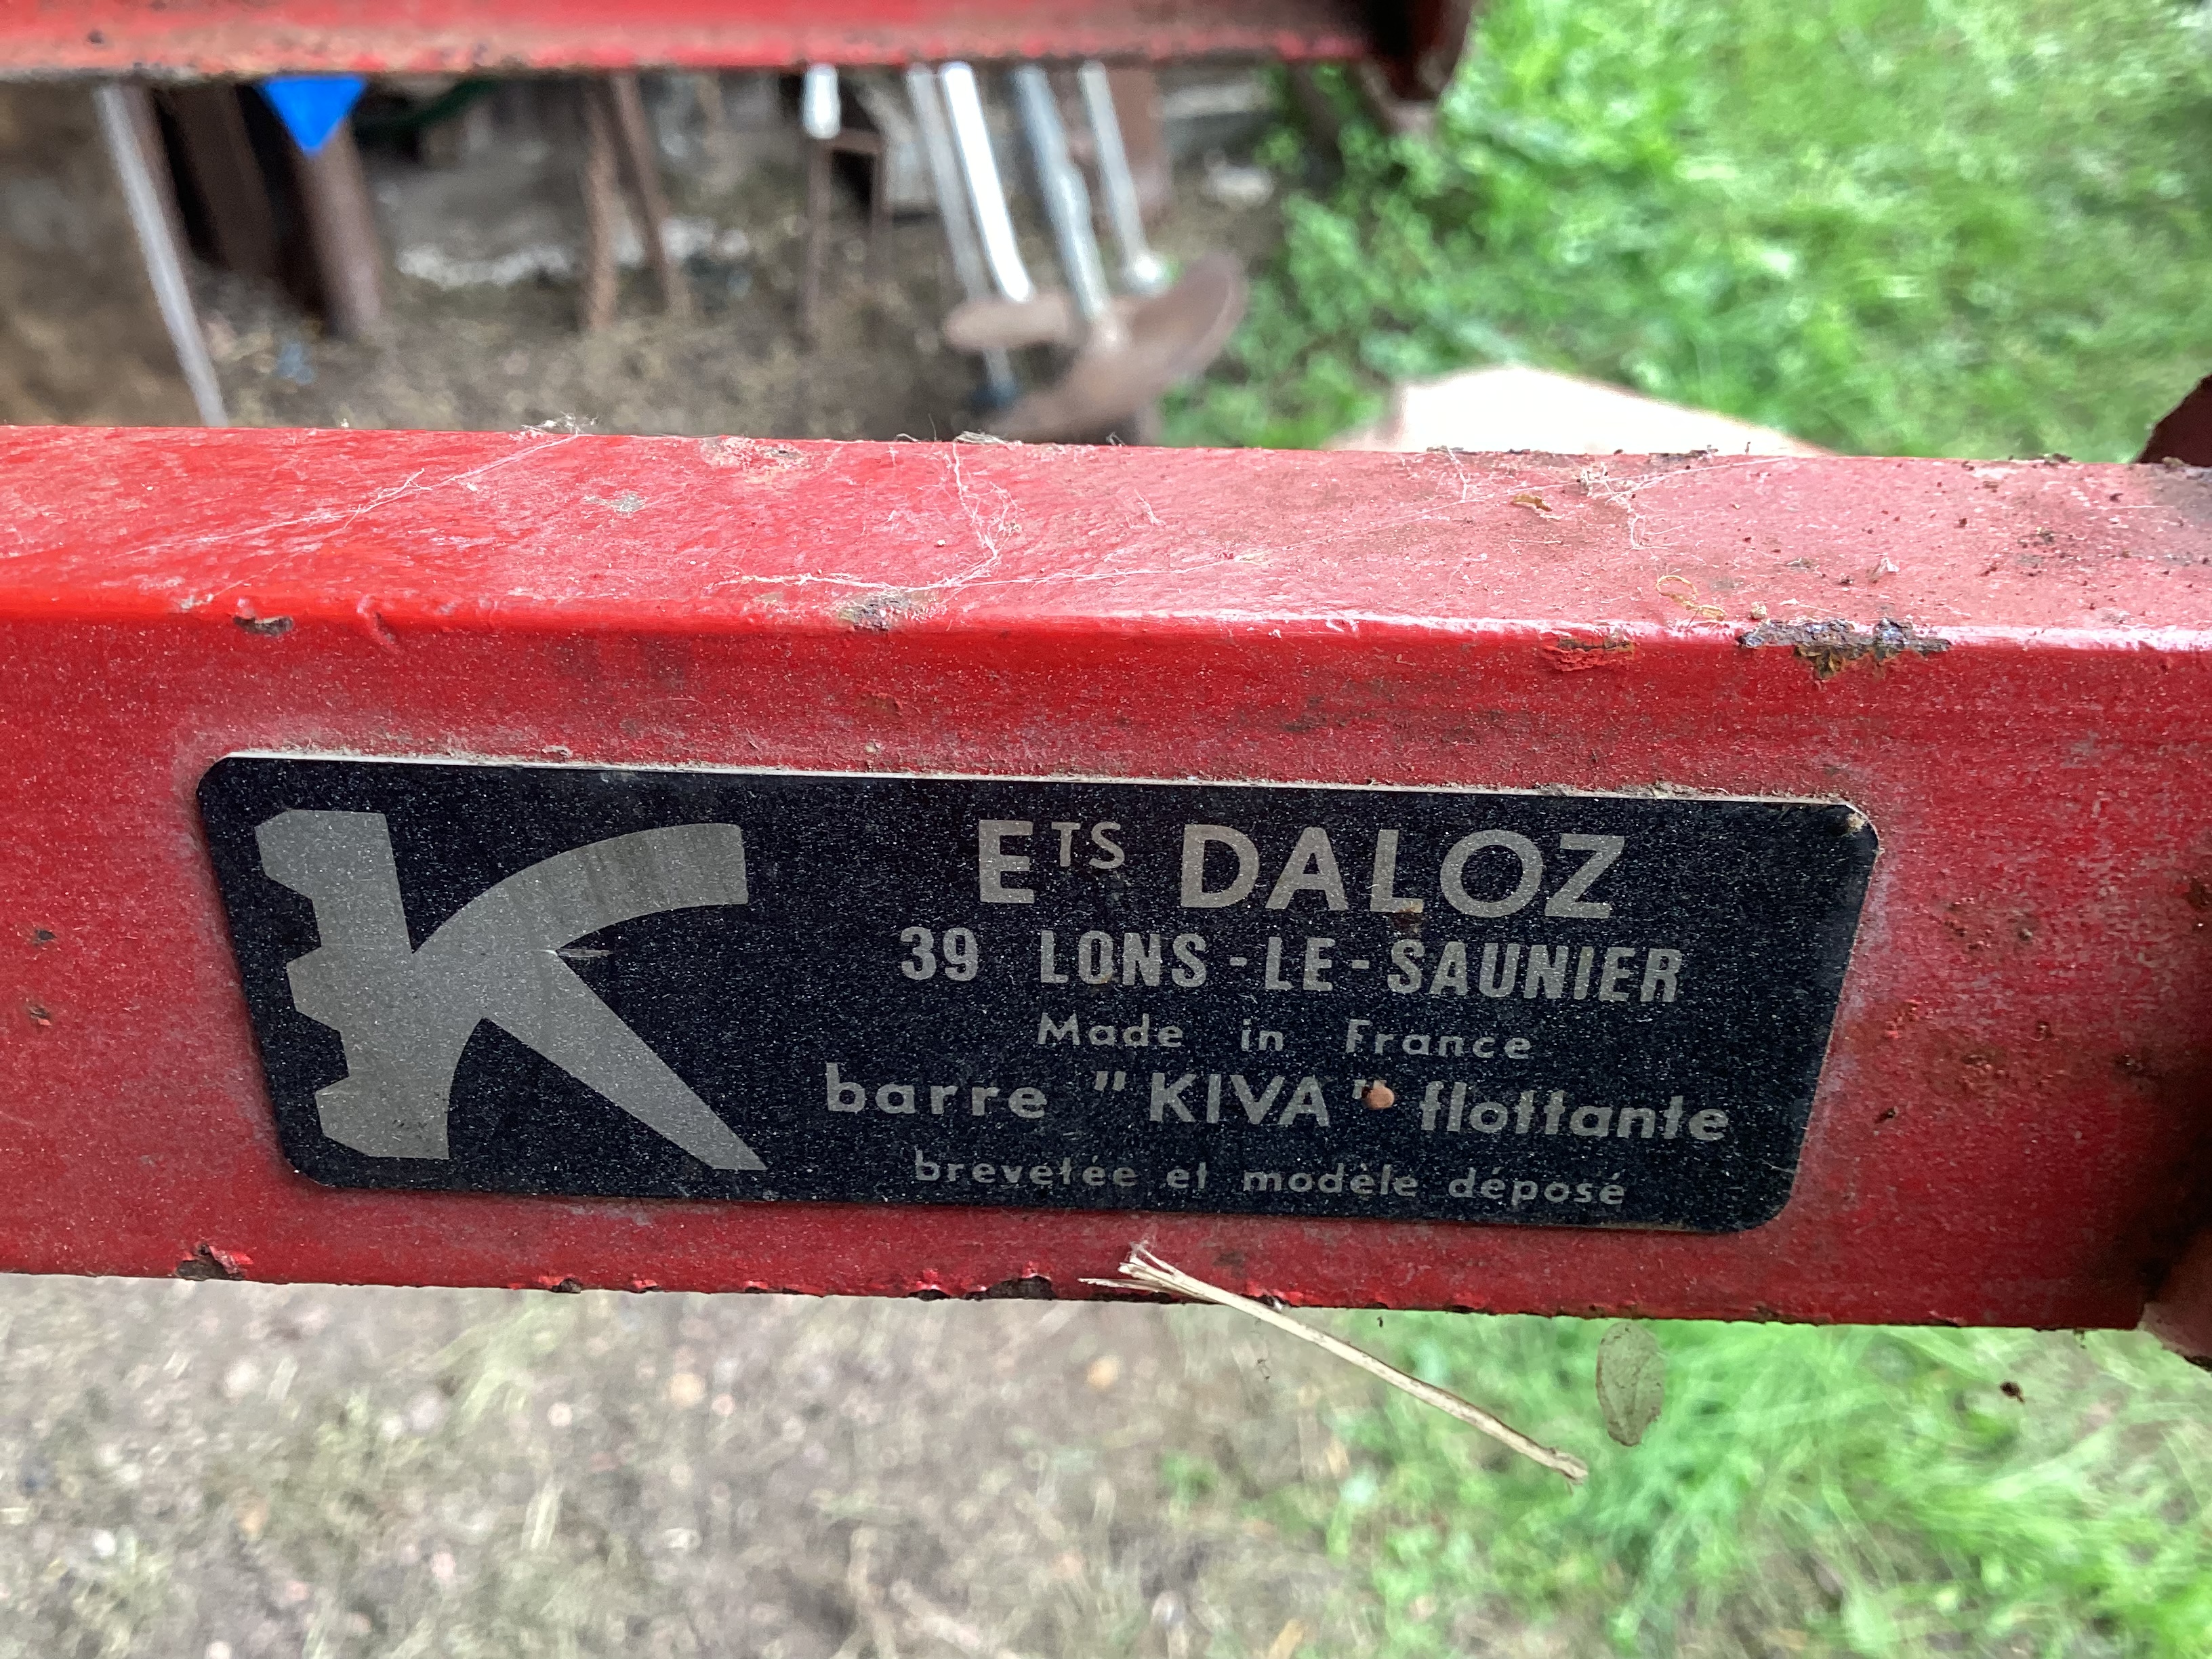 K
ETS DALOZ
39 LONS-LE-SAUNIER
Made in France
barre "KIVA" flottante
brevetée et modèle déposé